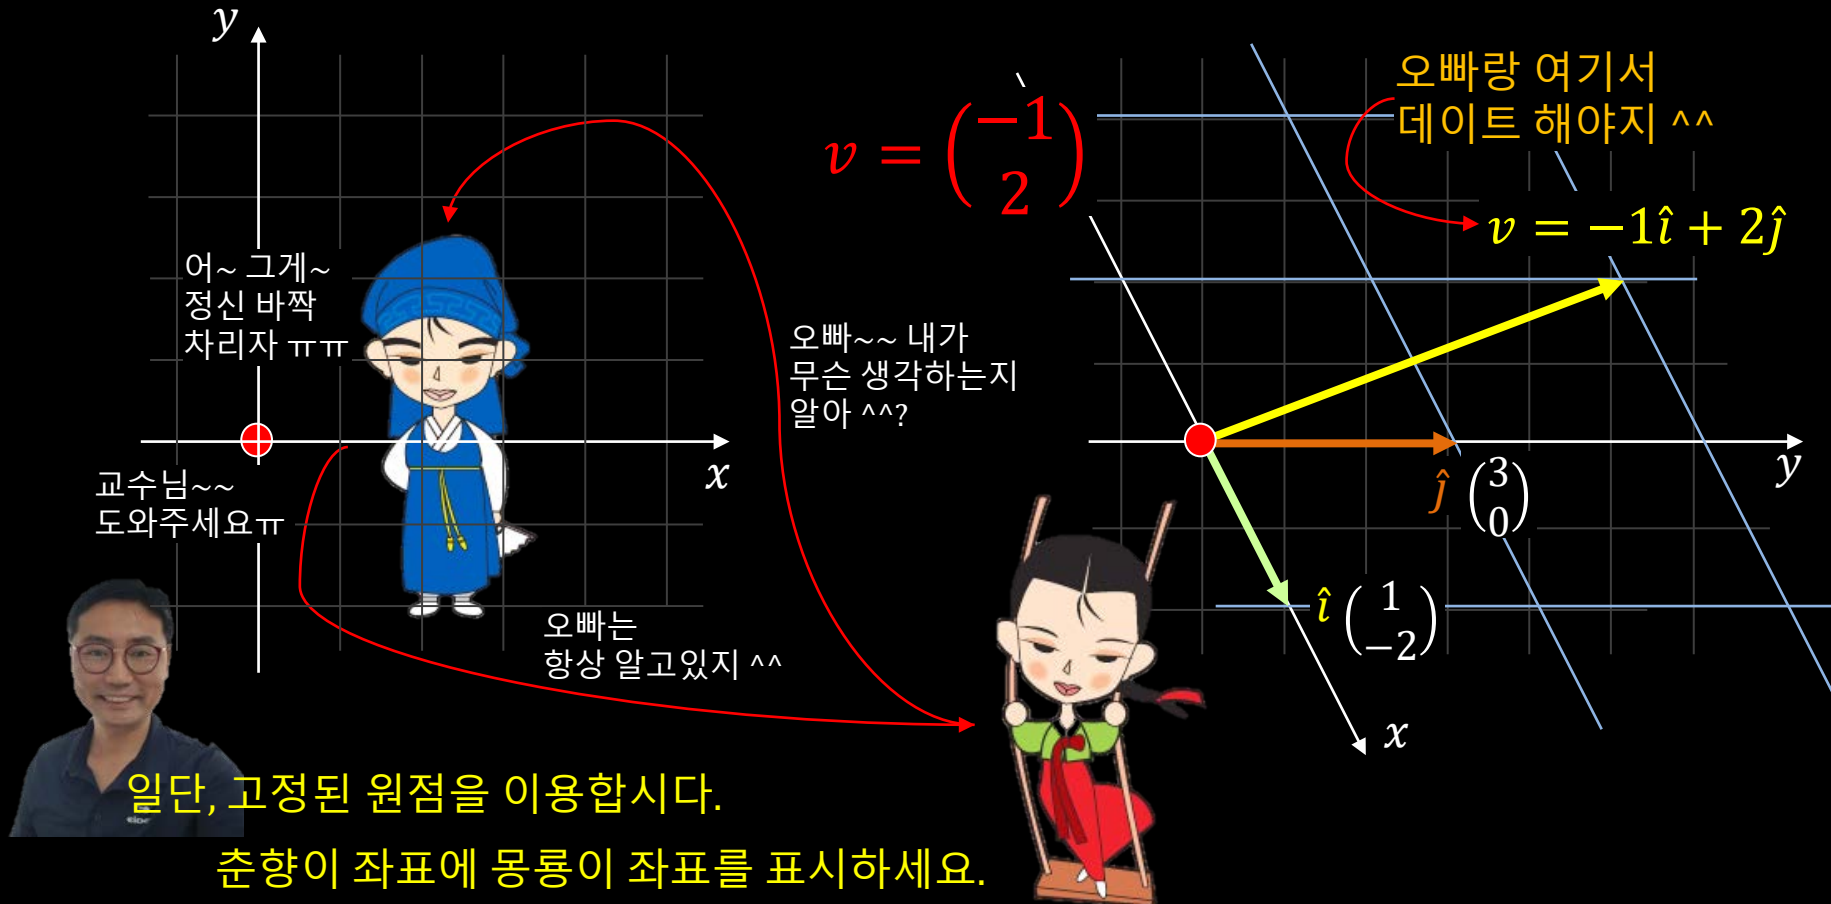 y
어~ 그게~
정신 바짝
차리자 ㅠㅠ
x
교수님~~
도와주세요ㅠ
오빠~~ 내가
무슨 생각하는지
알아 ^^?
오빠는
항상 알고있지 ^^
v = (-1 2)
오빠랑 여기서
데이트 해야지 ^^
v = −1î + 2ĵ
y
ĵ (3 0)
î (1 −2)
x
일단, 고정된 원점을 이용합시다.
춘향이 좌표에 몽룡이 좌표를 표시하세요.